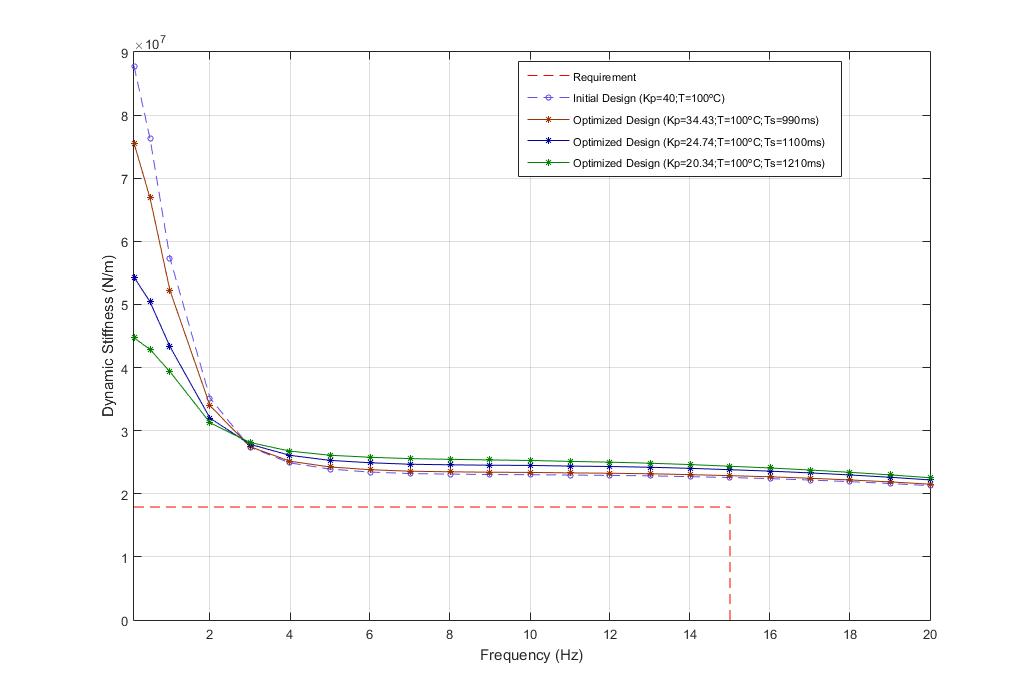 ×10⁷
9
8
7
6
5
4
3
2
1
0
Dynamic Stiffness (N/m)
Requirement
Initial Design (Kp=40;T=100ºC)
Optimized Design (Kp=34.43;T=100ºC;Ts=990ms)
Optimized Design (Kp=24.74;T=100ºC;Ts=1100ms)
Optimized Design (Kp=20.34;T=100ºC;Ts=1210ms)
2 4 6 8 10 12 14 16 18 20
Frequency (Hz)